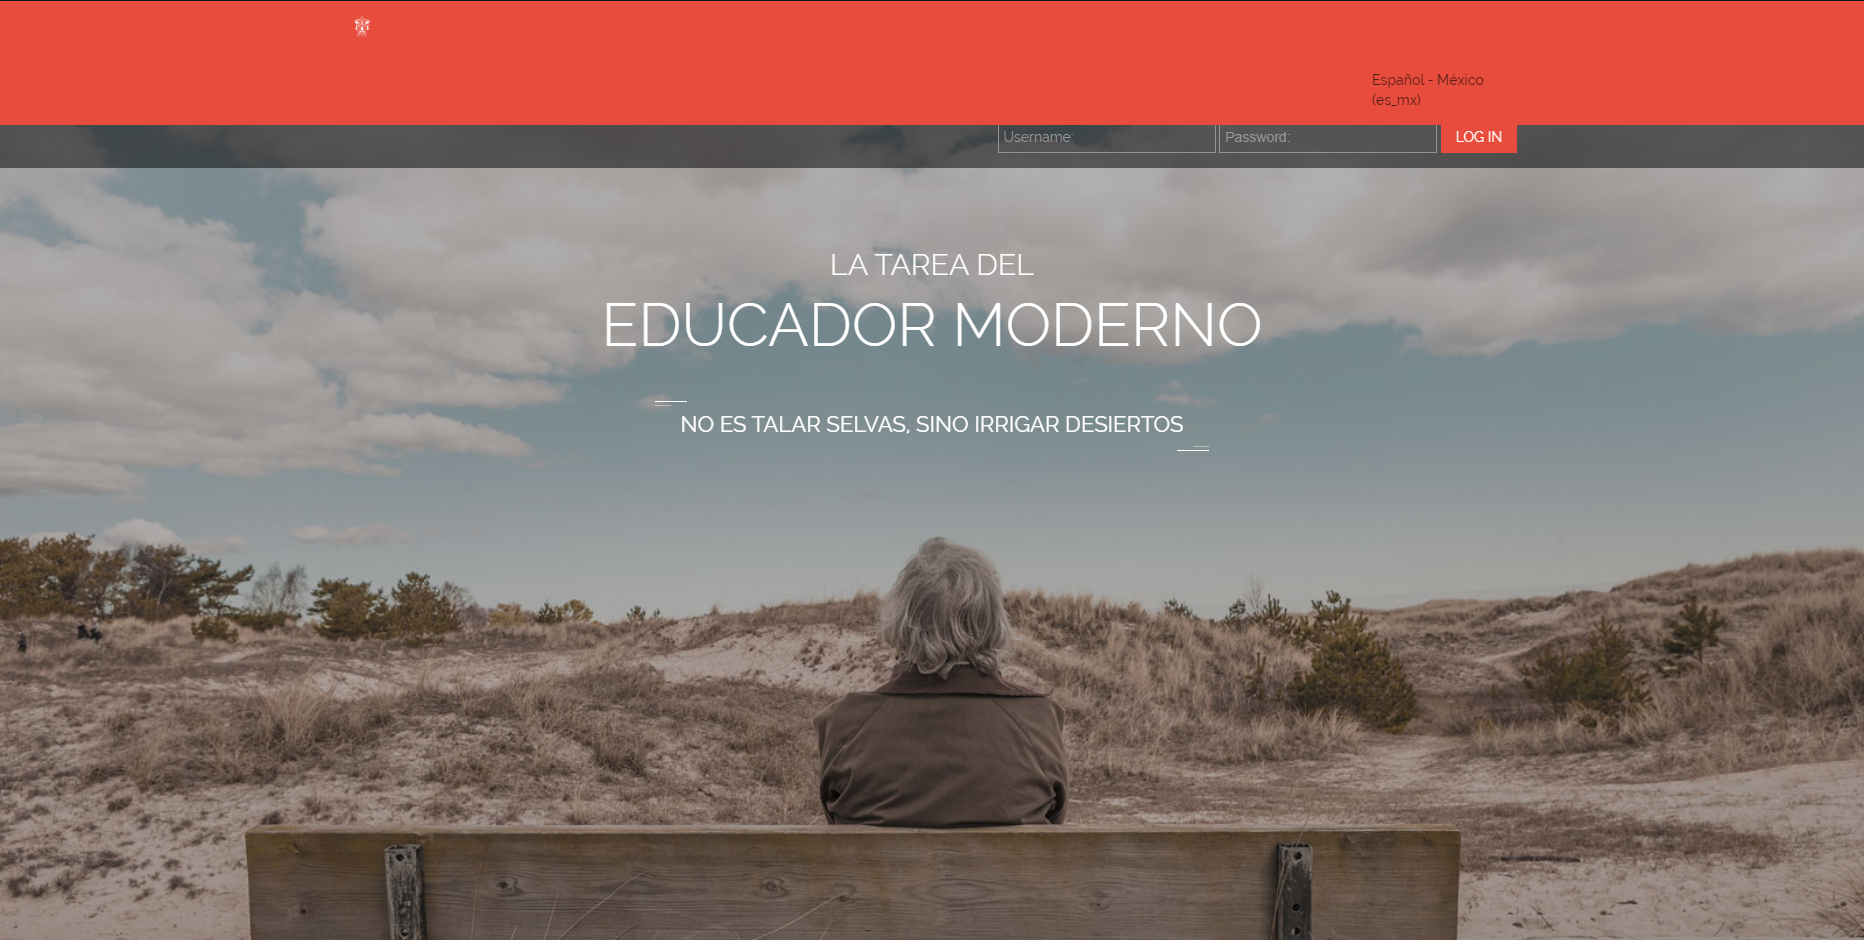 Español - México
(es_mx)
Username:
Password:
LOG IN
LA TAREA DEL
EDUCADOR MODERNO
NO ES TALAR SELVAS, SINO IRRIGAR DESIERTOS